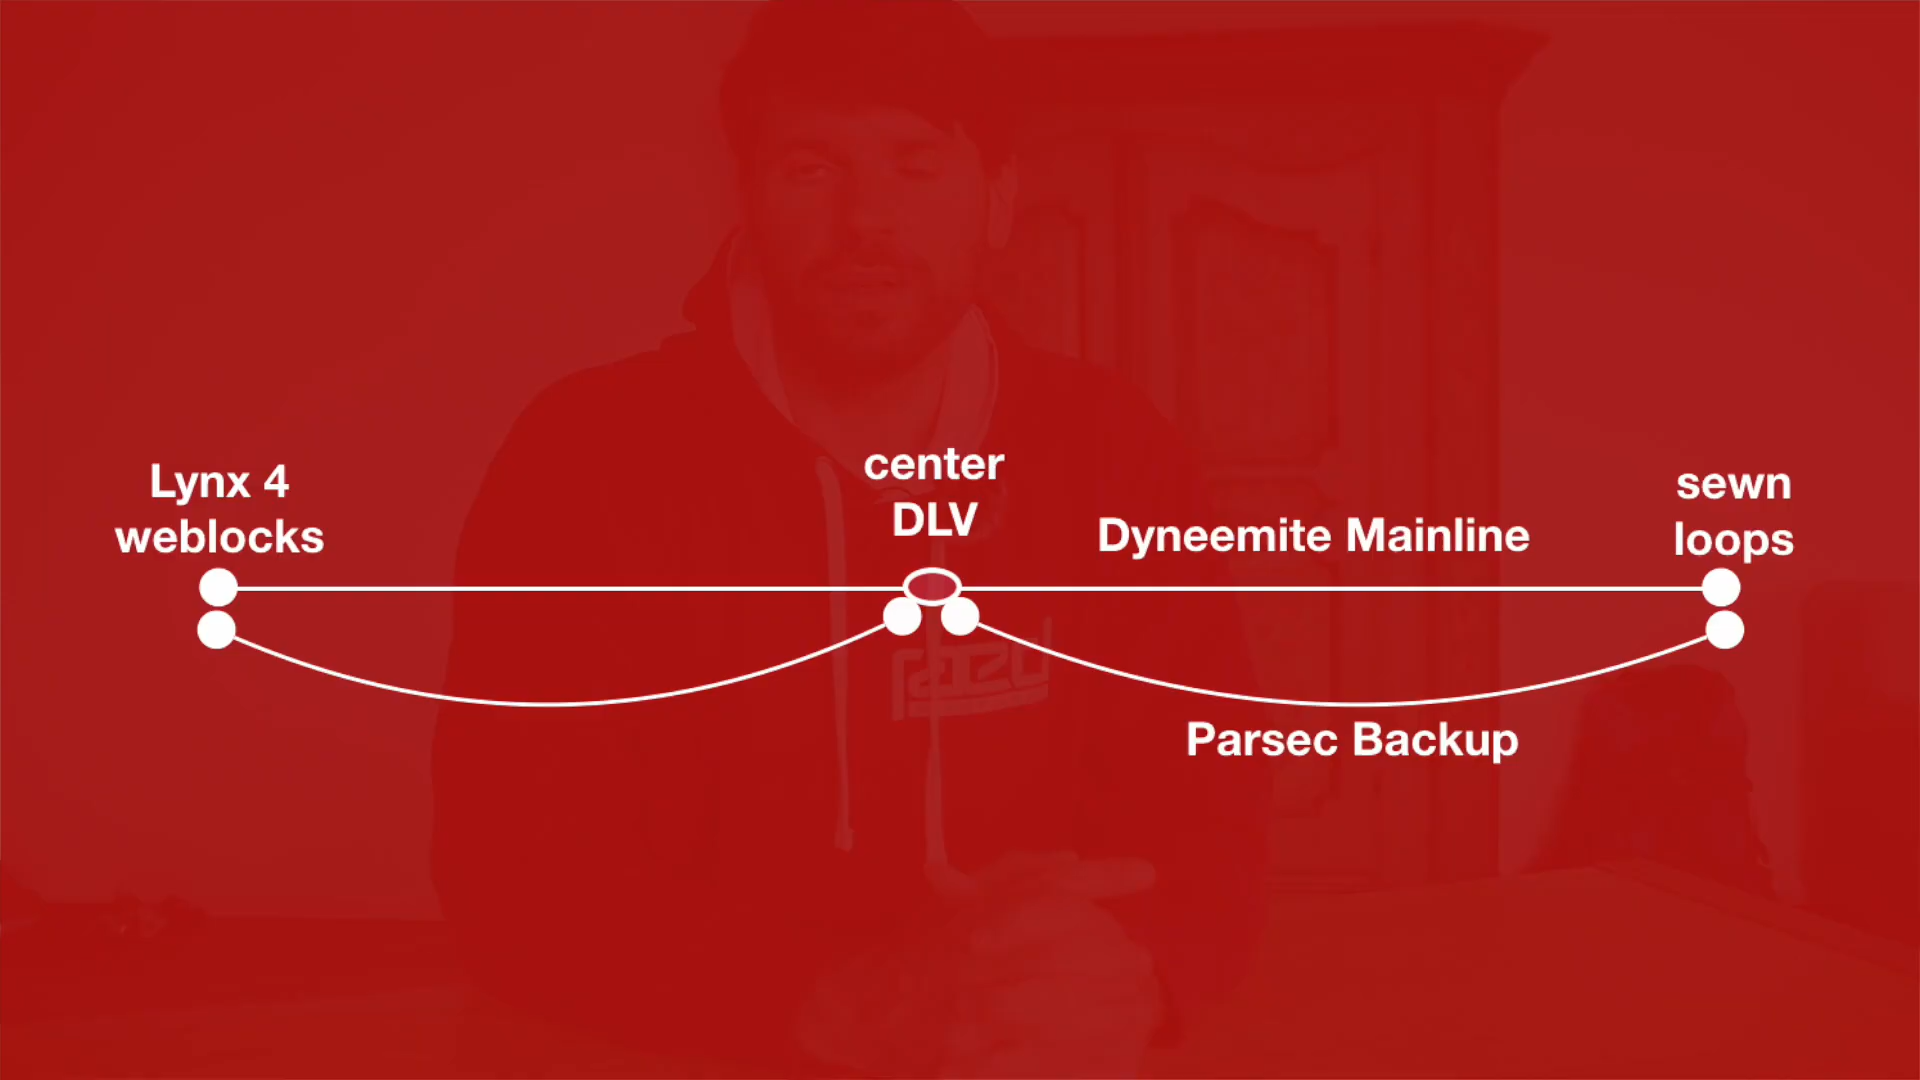 Lynx 4
weblocks
center
DLV
Dyneemite Mainline
sewn
loops
Parsec Backup